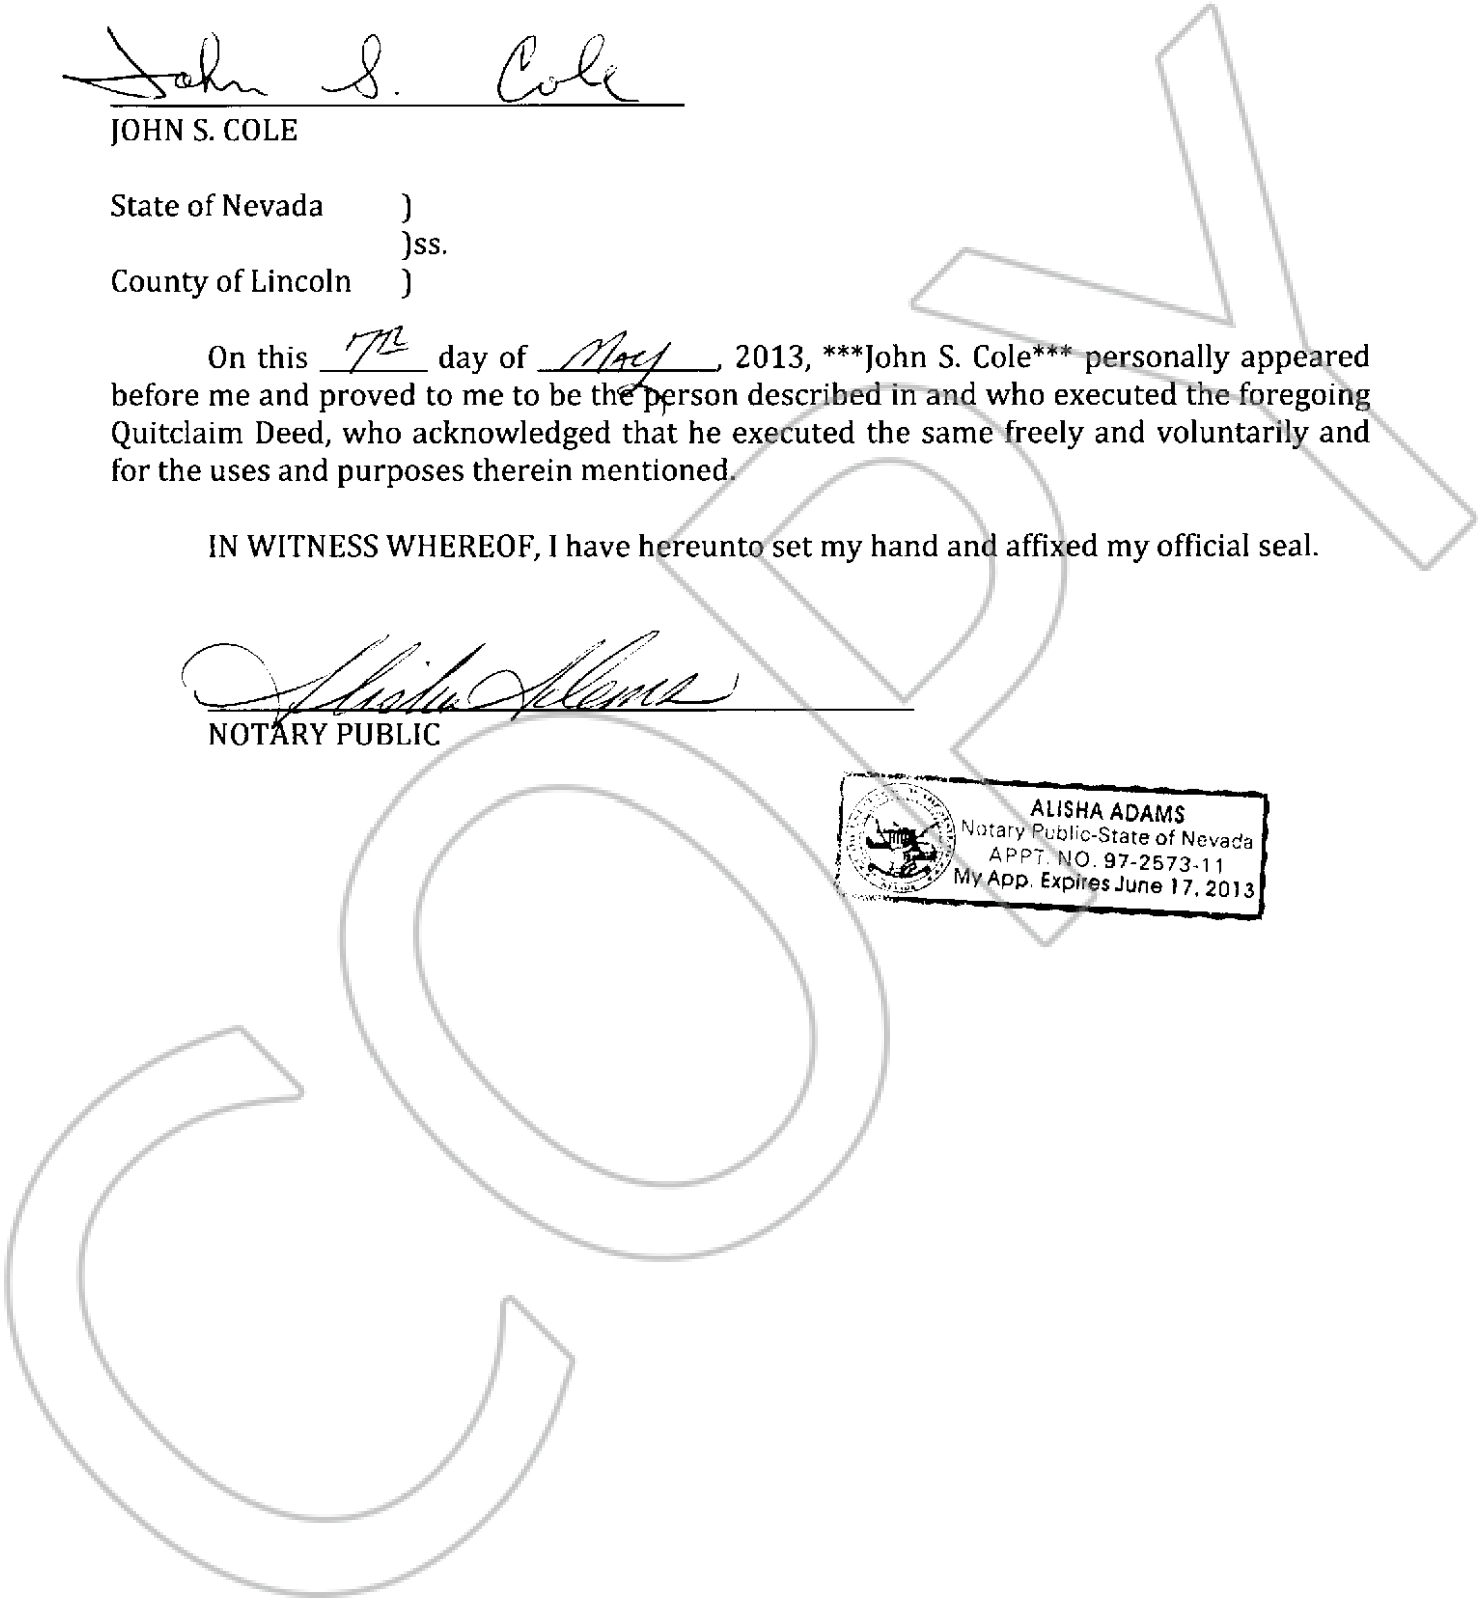 John S. Cole
JOHN S. COLE
State of Nevada )
)ss.
County of Lincoln )
On this 7th day of May, 2013, ***John S. Cole*** personally appeared
before me and proved to me to be the person described in and who executed the foregoing
Quitclaim Deed, who acknowledged that he executed the same freely and voluntarily and
for the uses and purposes therein mentioned.
IN WITNESS WHEREOF, I have hereunto set my hand and affixed my official seal.
Alisha Adams
NOTARY PUBLIC
ALISHA ADAMS
Notary Public-State of Nevada
APPT. NO. 97-2573-11
My App. Expires June 17, 2013
COPY